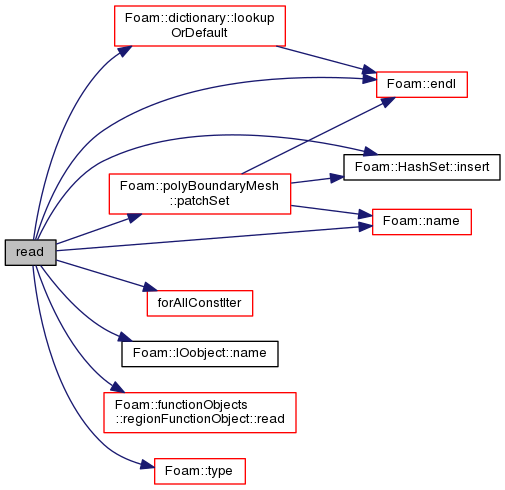 Foam::dictionary::lookup
OrDefault
Foam::endl
Foam::HashSet::insert
Foam::polyBoundaryMesh
::patchSet
Foam::name
read
forAllConstIter
Foam::IOobject::name
Foam::functionObjects
::regionFunctionObject::read
Foam::type